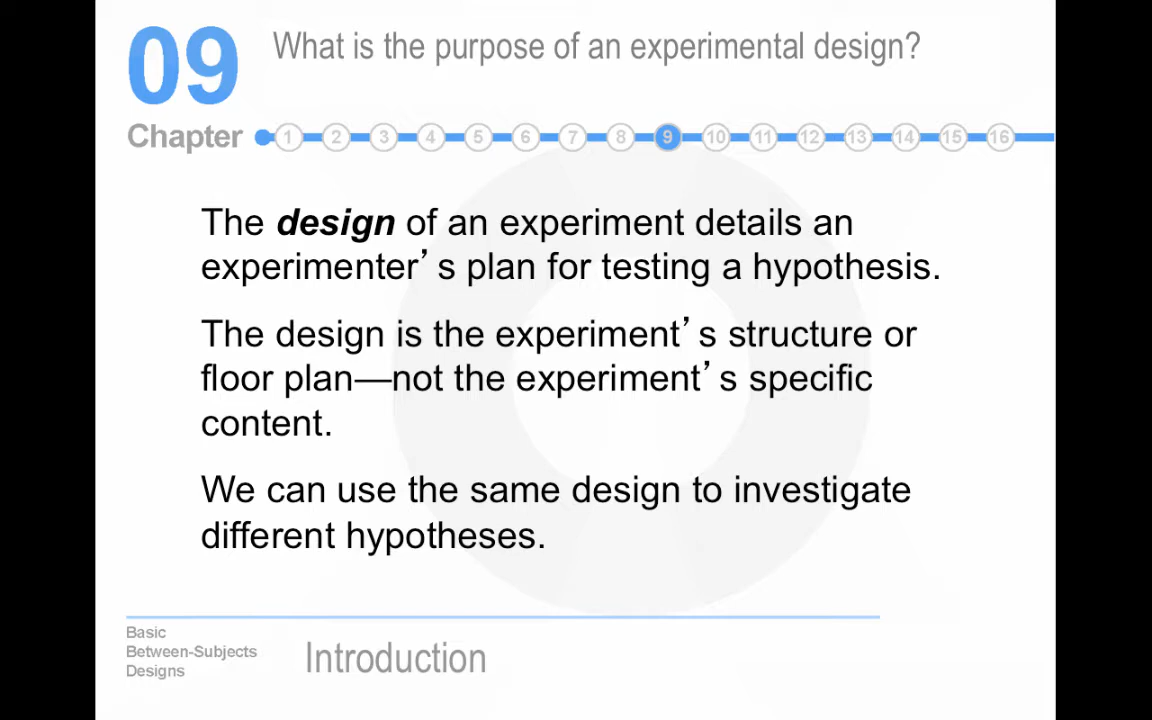 09
What is the purpose of an experimental design?
Chapter 1 2 3 4 5 6 7 8 9 10 11 12 13 14 15 16
The design of an experiment details an
experimenter’s plan for testing a hypothesis.
The design is the experiment’s structure or
floor plan—not the experiment’s specific
content.
We can use the same design to investigate
different hypotheses.
Basic
Between-Subjects
Designs
Introduction